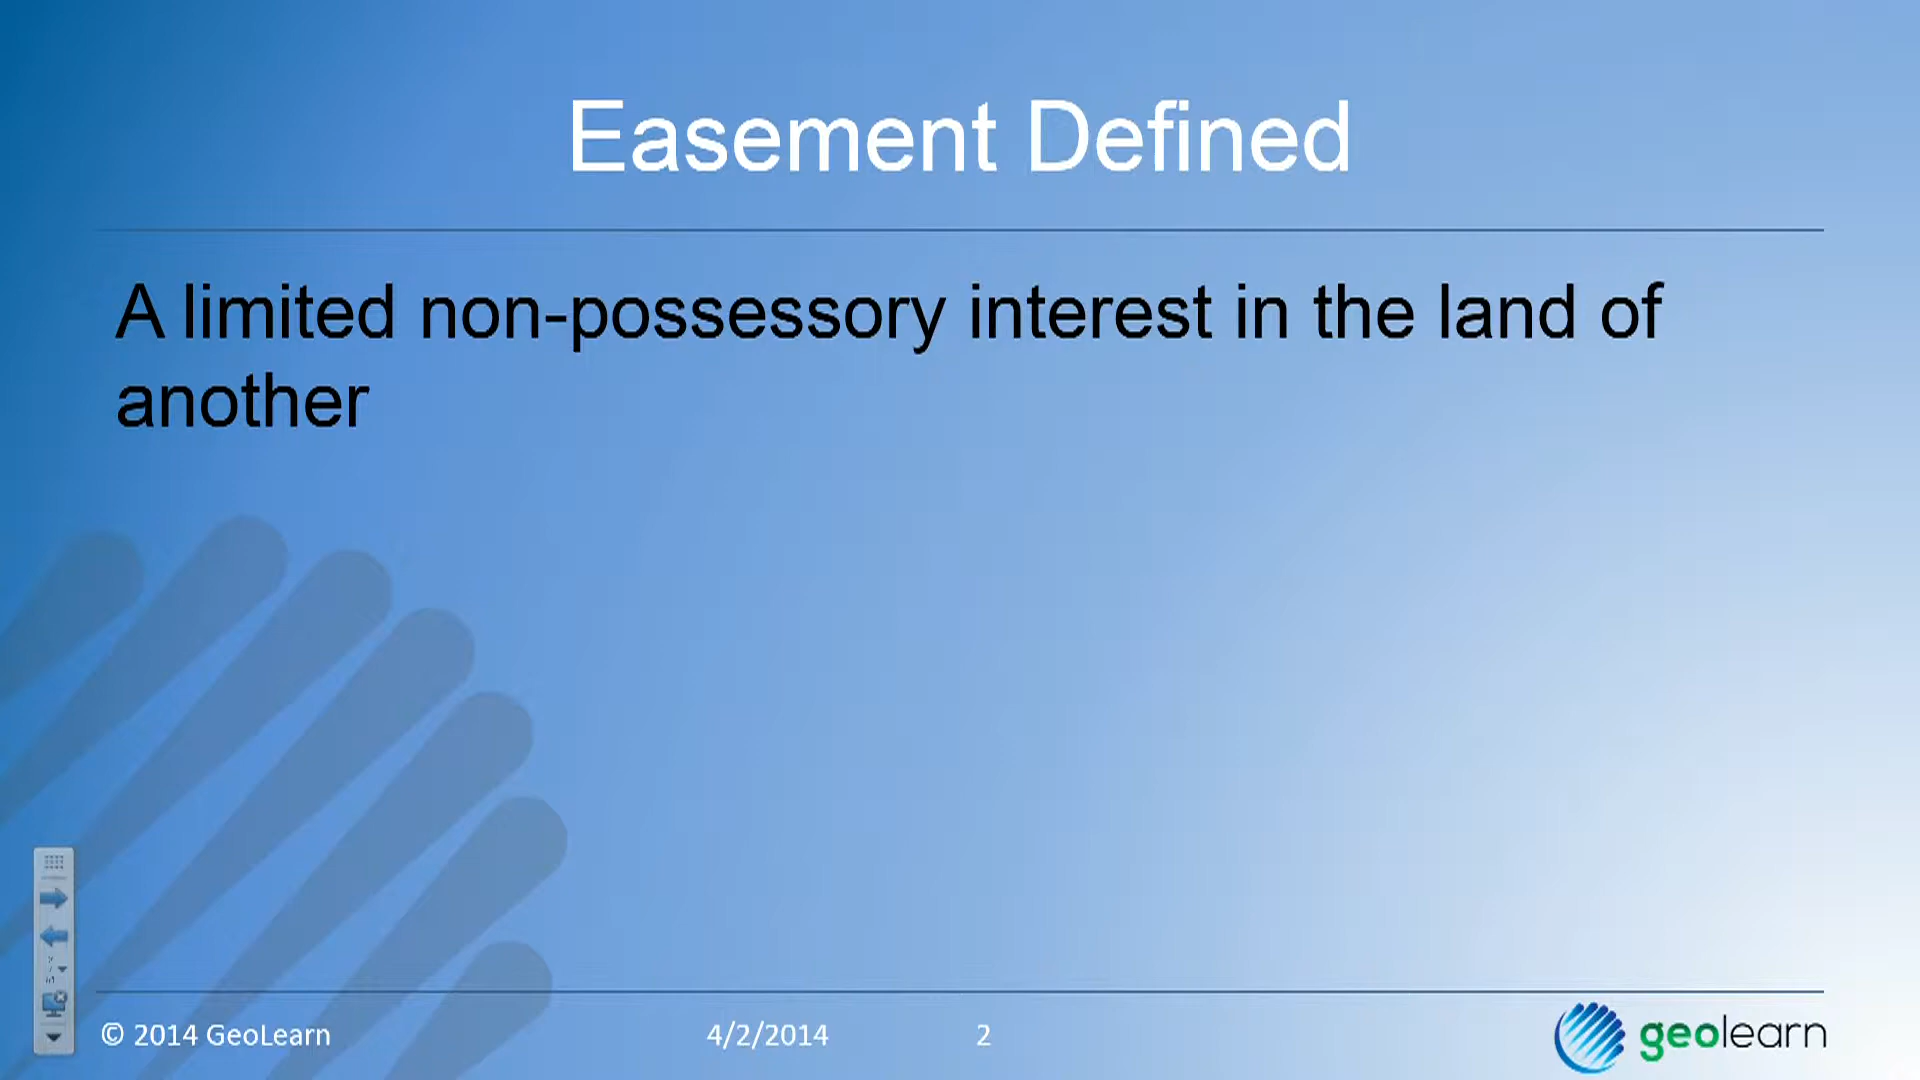 Easement Defined
A limited non-possessory interest in the land of
another
© 2014 GeoLearn
4/2/2014
2
geolearn